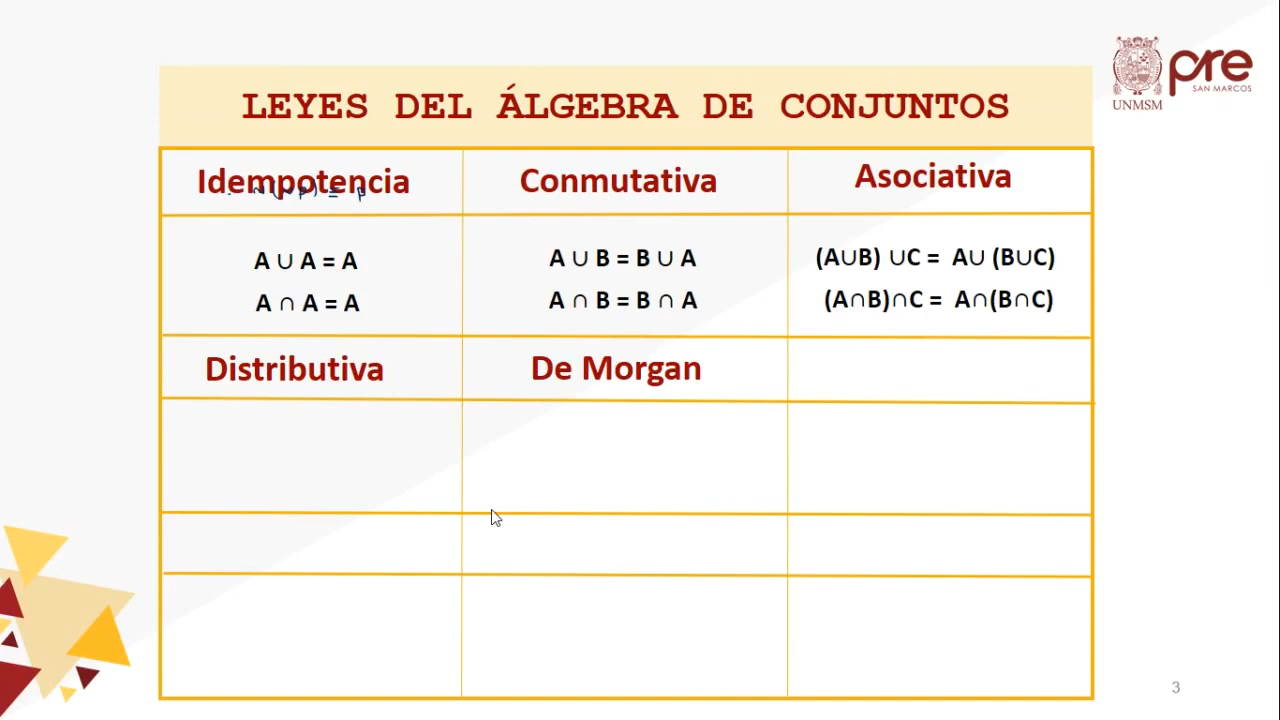 UNMSM
pre
SAN MARCOS
LEYES DEL ÁLGEBRA DE CONJUNTOS
Idempotencia
~(~p) ≡ p
Conmutativa
Asociativa
A ∪ A = A
A ∩ A = A
A ∪ B = B ∪ A
A ∩ B = B ∩ A
(A∪B) ∪C = A∪ (B∪C)
(A∩B)∩C = A∩(B∩C)
Distributiva
De Morgan
3